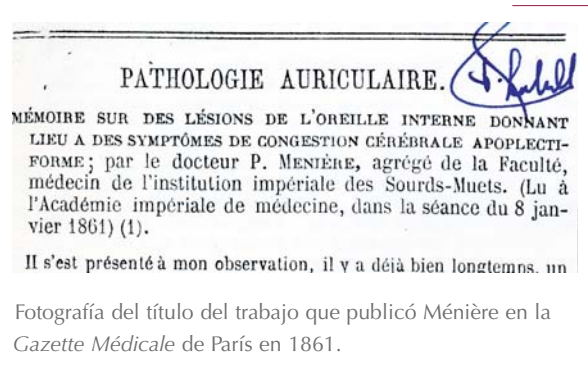 PATHOLOGIE AURICULAIRE.
MÉMOIRE SUR DES LÉSIONS DE L'OREILLE INTERNE DONNANT
LIEU A DES SYMPTÔMES DE CONGESTION CÉRÉBRALE APOPLECTI-
FORME; par le docteur P. MENIÈRE, agrégé de la Faculté,
médecin de l'institution impériale des Sourds-Muets. (Lu à
l'Académie impériale de médecine, dans la séance du 8 jan-
vier 1861) (1).
Il s'est présenté à mon observation, il y a déjà bien longtemps, un
Fotografía del título del trabajo que publicó Ménière en la
Gazette Médicale de París en 1861.